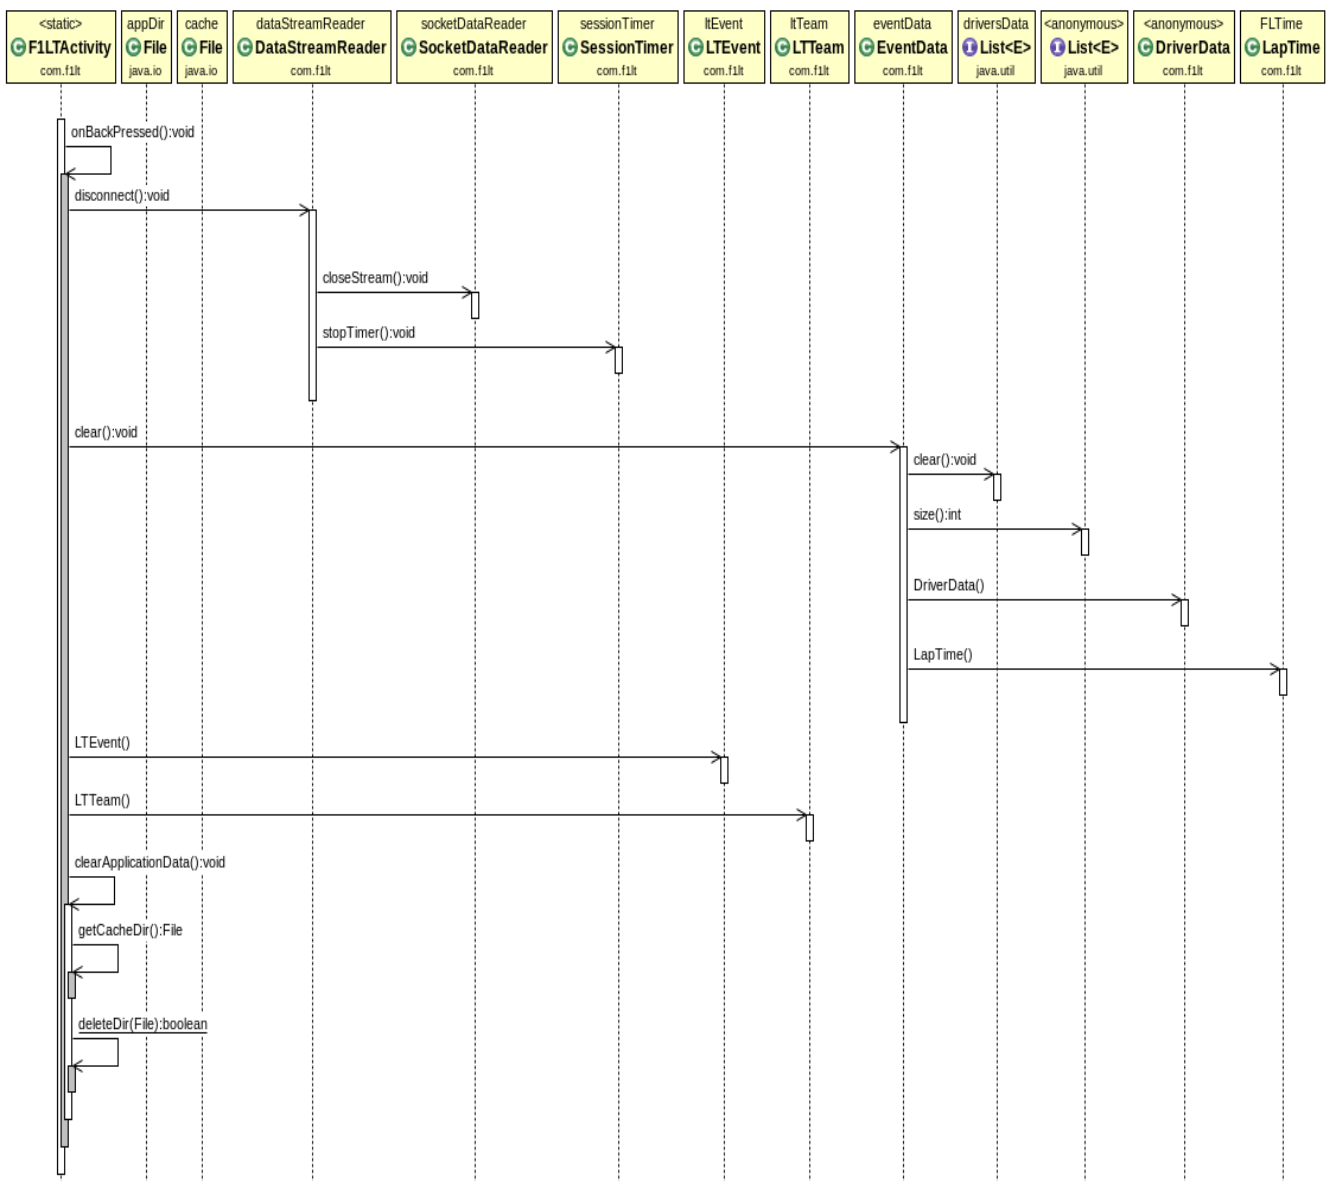 <static>
C F1LTActivity
com.f1lt
appDir
C File
java.io
cache
C File
java.io
dataStreamReader
C DataStreamReader
com.f1lt
socketDataReader
C SocketDataReader
com.f1lt
sessionTimer
C SessionTimer
com.f1lt
ltEvent
C LTEvent
com.f1lt
ltTeam
C LTTeam
com.f1lt
eventData
C EventData
com.f1lt
driversData
I List<E>
java.util
<anonymous>
I List<E>
java.util
<anonymous>
C DriverData
com.f1lt
FLTime
C LapTime
com.f1lt
onBackPressed():void
disconnect():void
closeStream():void
stopTimer():void
clear():void
clear():void
size():int
DriverData()
LapTime()
LTEvent()
LTTeam()
clearApplicationData():void
getCacheDir():File
deleteDir(File):boolean